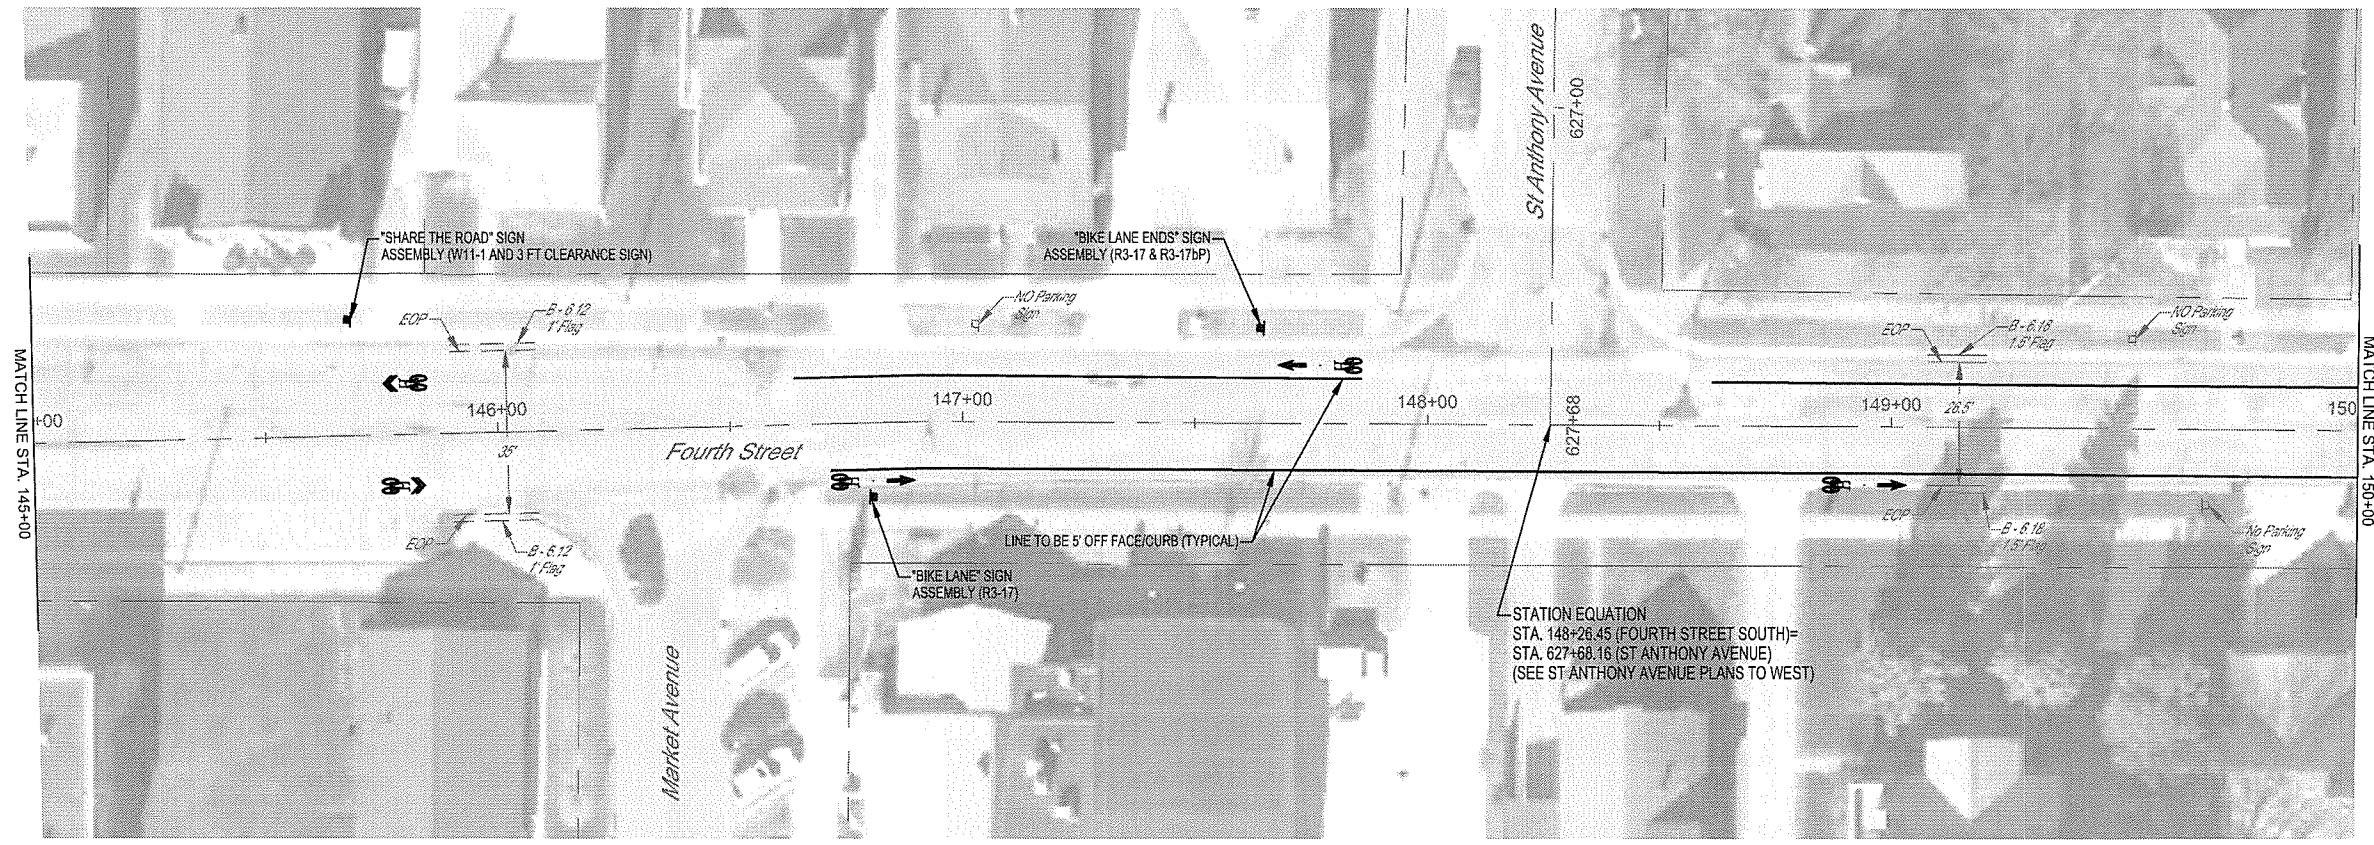 St Anthony Avenue
627+00
"SHARE THE ROAD" SIGN
ASSEMBLY (W11-1 AND 3 FT CLEARANCE SIGN)
"BIKE LANE ENDS" SIGN
ASSEMBLY (R3-17 & R3-17bP)
EOP
B - 6.12
1' Flag
NO Parking
Sign
EOP
B - 6.18
1.5' Flag
NO Parking
Sign
MATCH LINE STA. 145+00
+00
146+00
147+00
148+00
149+00
150
MATCH LINE STA. 150+00
26.5'
627+68
35'
Fourth Street
EOP
B - 6.12
1' Flag
LINE TO BE 5' OFF FACE/CURB (TYPICAL)
EOP
B - 6.18
1.5' Flag
No Parking
Sign
"BIKE LANE" SIGN
ASSEMBLY (R3-17)
STATION EQUATION
STA. 148+26.45 (FOURTH STREET SOUTH)=
STA. 627+68.16 (ST ANTHONY AVENUE)
(SEE ST ANTHONY AVENUE PLANS TO WEST)
Market Avenue